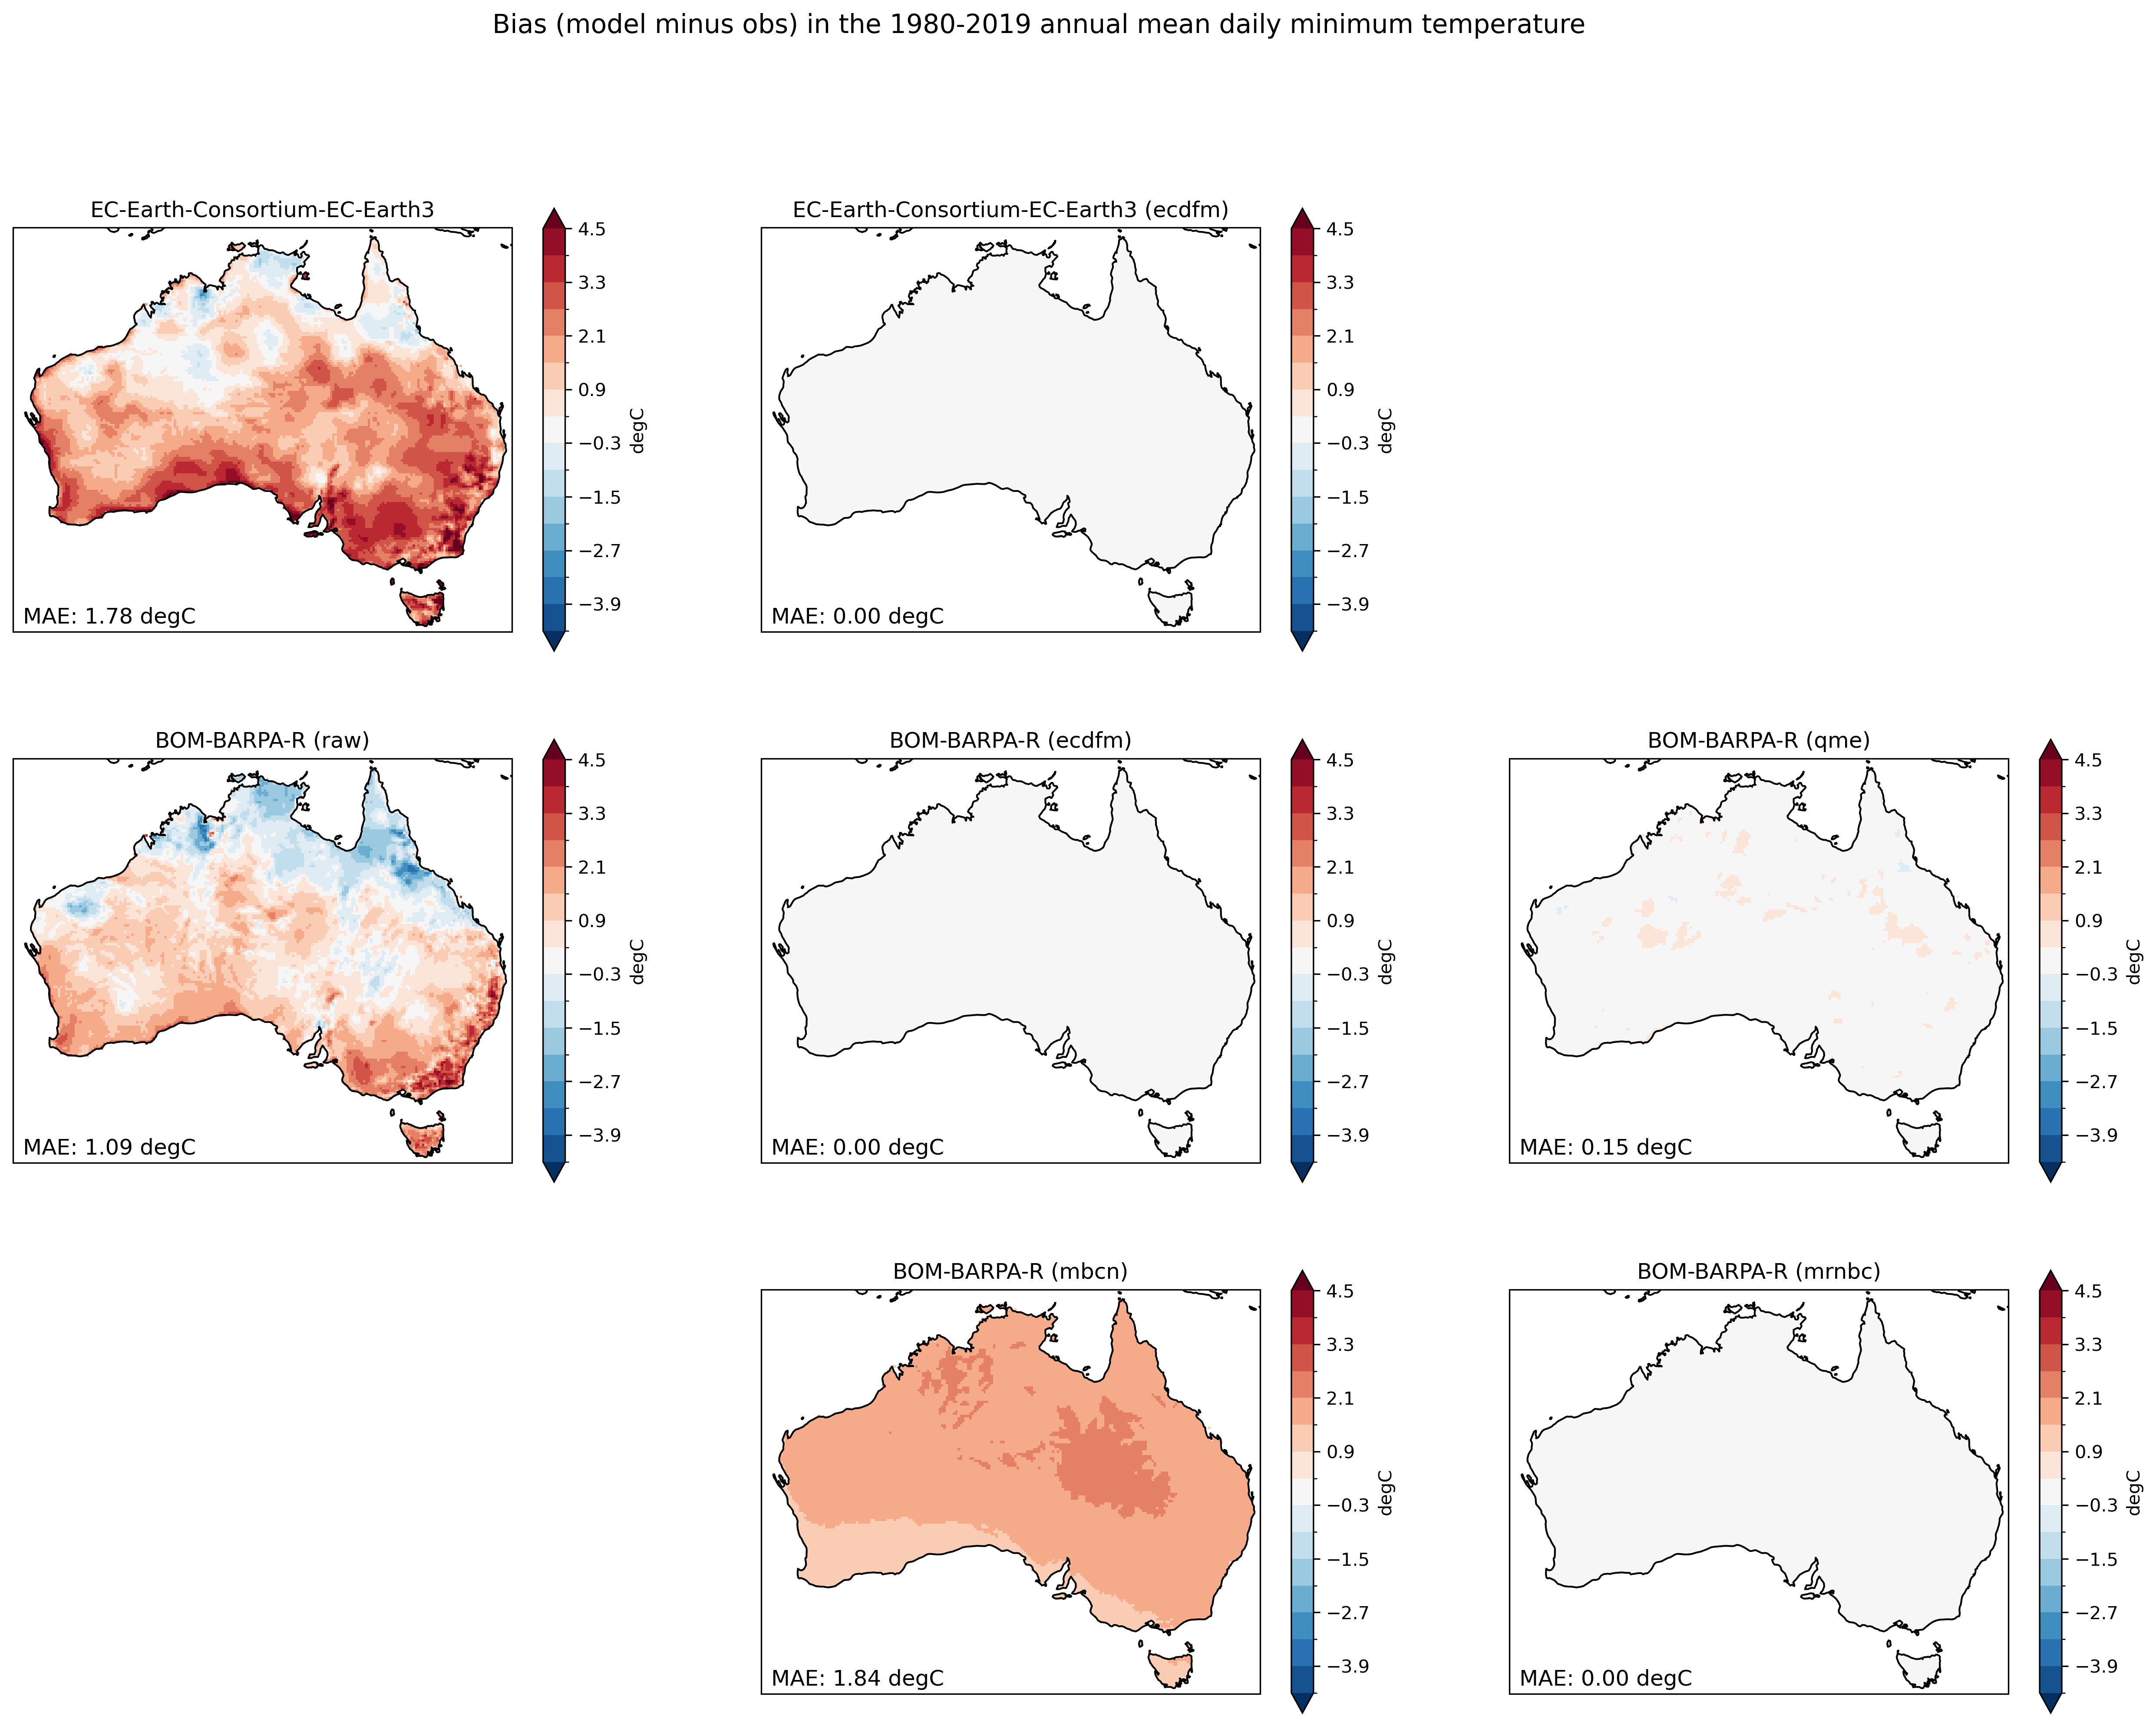 Bias (model minus obs) in the 1980-2019 annual mean daily minimum temperature
EC-Earth-Consortium-EC-Earth3
4.5
3.3
2.1
0.9
−0.3
−1.5
−2.7
−3.9
degC
MAE: 1.78 degC
EC-Earth-Consortium-EC-Earth3 (ecdfm)
4.5
3.3
2.1
0.9
−0.3
−1.5
−2.7
−3.9
degC
MAE: 0.00 degC
BOM-BARPA-R (raw)
4.5
3.3
2.1
0.9
−0.3
−1.5
−2.7
−3.9
degC
MAE: 1.09 degC
BOM-BARPA-R (ecdfm)
4.5
3.3
2.1
0.9
−0.3
−1.5
−2.7
−3.9
degC
MAE: 0.00 degC
BOM-BARPA-R (qme)
4.5
3.3
2.1
0.9
−0.3
−1.5
−2.7
−3.9
degC
MAE: 0.15 degC
BOM-BARPA-R (mbcn)
4.5
3.3
2.1
0.9
−0.3
−1.5
−2.7
−3.9
degC
MAE: 1.84 degC
BOM-BARPA-R (mrnbc)
4.5
3.3
2.1
0.9
−0.3
−1.5
−2.7
−3.9
degC
MAE: 0.00 degC